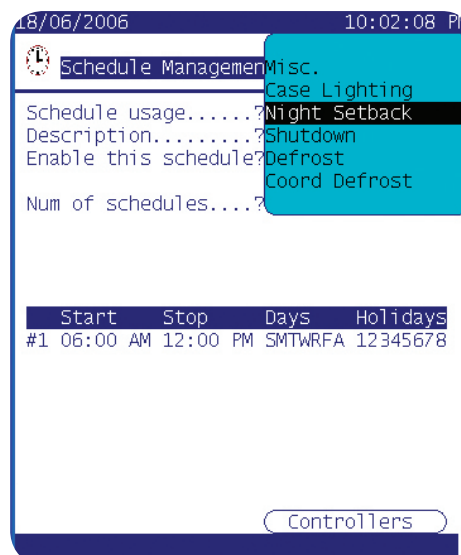 18/06/2006 10:02:08 P
Schedule Managemen
Misc.
Case Lighting
Schedule usage......?
Night Setback
Description.........?
Shutdown
Enable this schedule?
Defrost
Coord Defrost
Num of schedules....?
Start Stop Days Holidays
#1 06:00 AM 12:00 PM SMTWRFA 12345678
Controllers